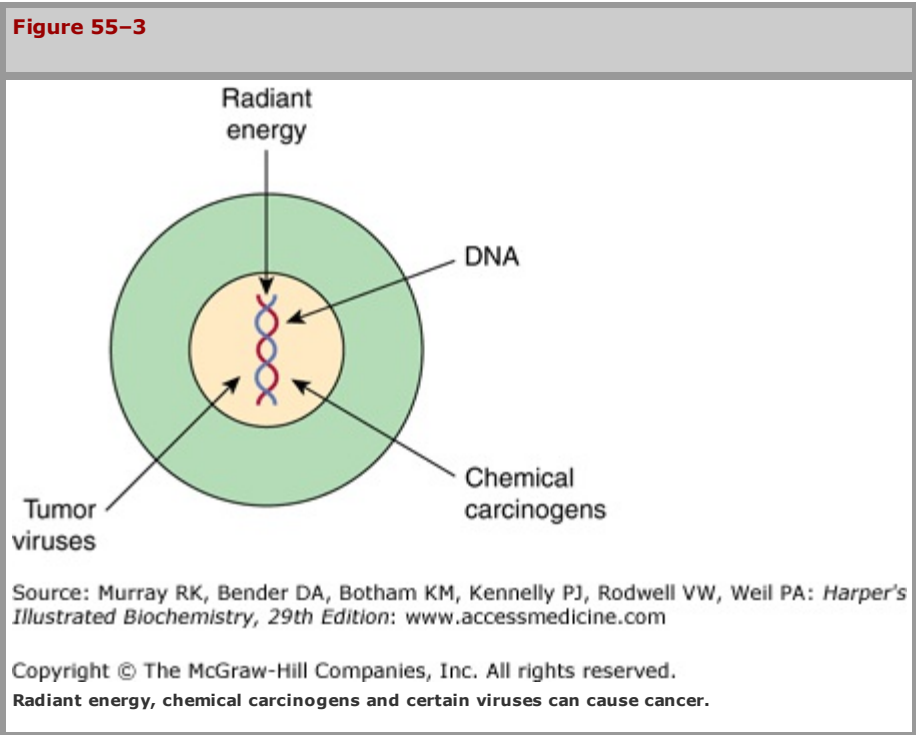 Figure 55–3
Radiant
energy
DNA
Chemical
carcinogens
Tumor
viruses
Source: Murray RK, Bender DA, Botham KM, Kennelly PJ, Rodwell VW, Weil PA: Harper's
Illustrated Biochemistry, 29th Edition: www.accessmedicine.com
Copyright © The McGraw-Hill Companies, Inc. All rights reserved.
Radiant energy, chemical carcinogens and certain viruses can cause cancer.